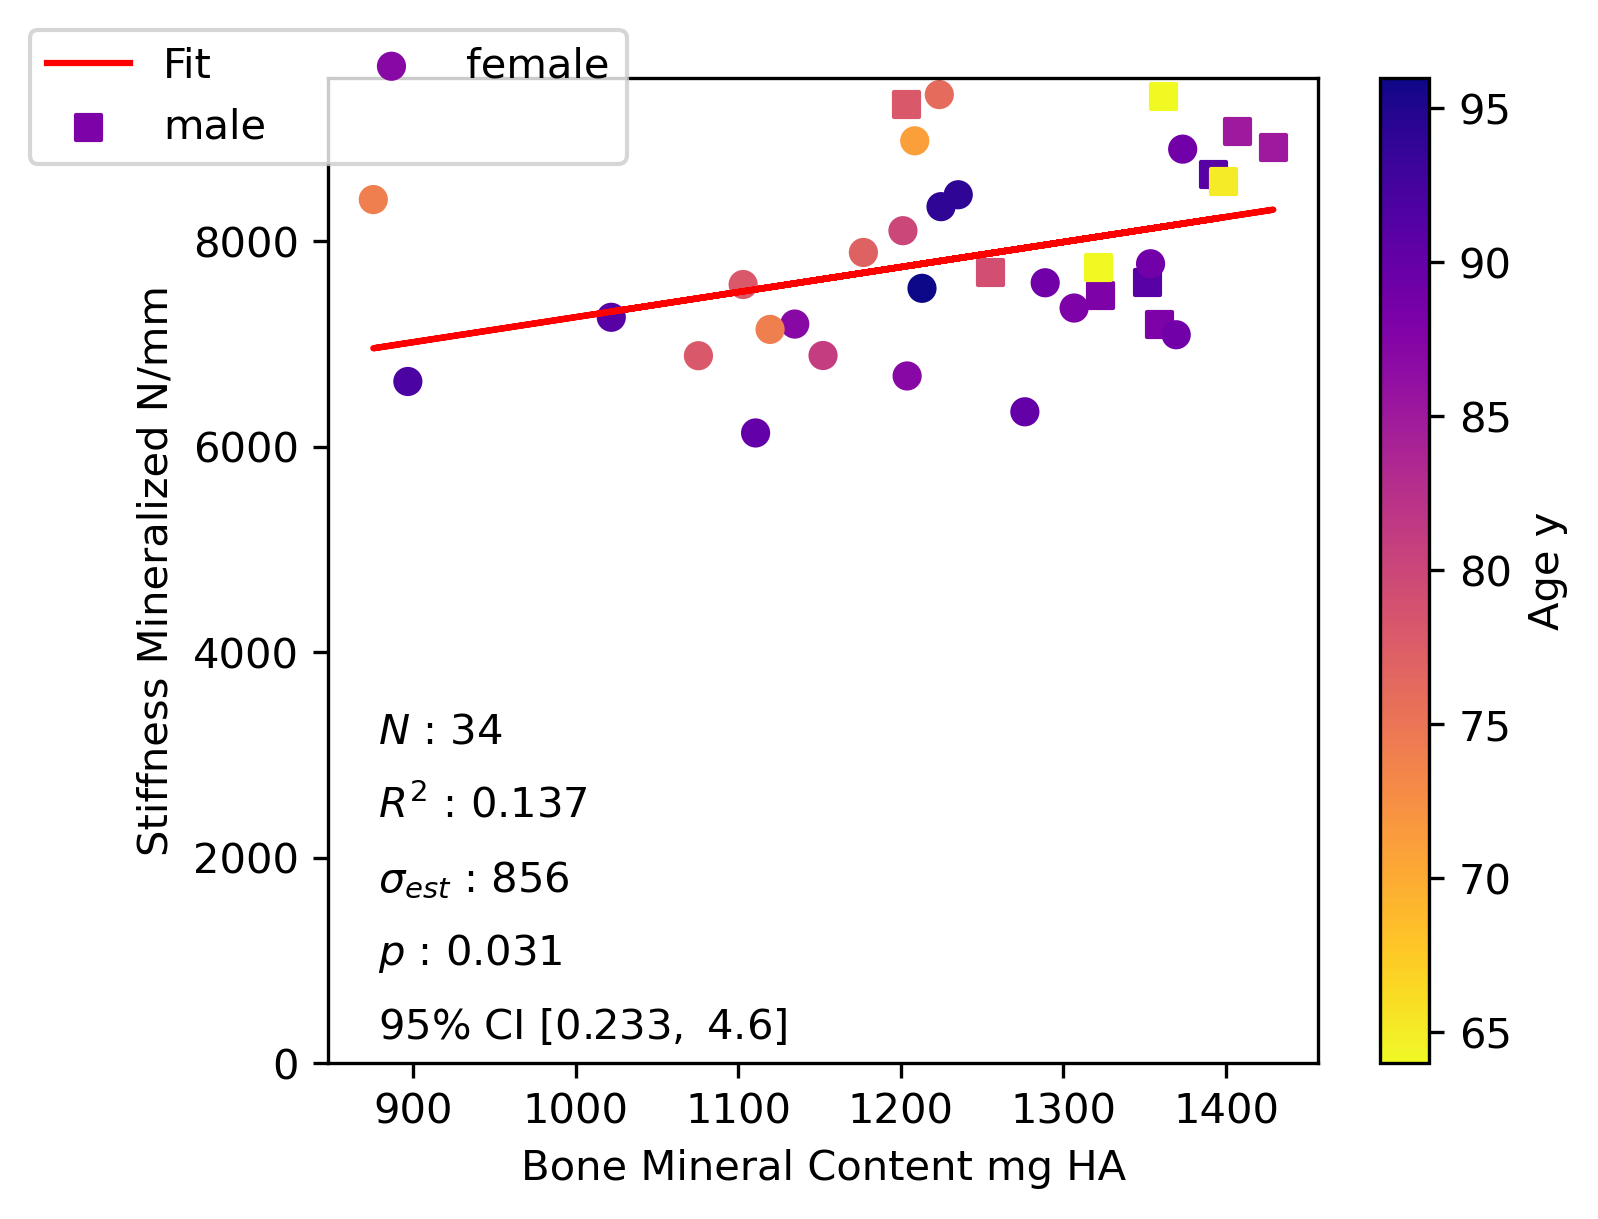 Fit
male
female
Stiffness Mineralized N/mm
8000
6000
4000
2000
0
N : 34
R² : 0.137
σest : 856
p : 0.031
95% CI [0.233, 4.6]
900 1000 1100 1200 1300 1400
Bone Mineral Content mg HA
95
90
85
80
75
70
65
Age y